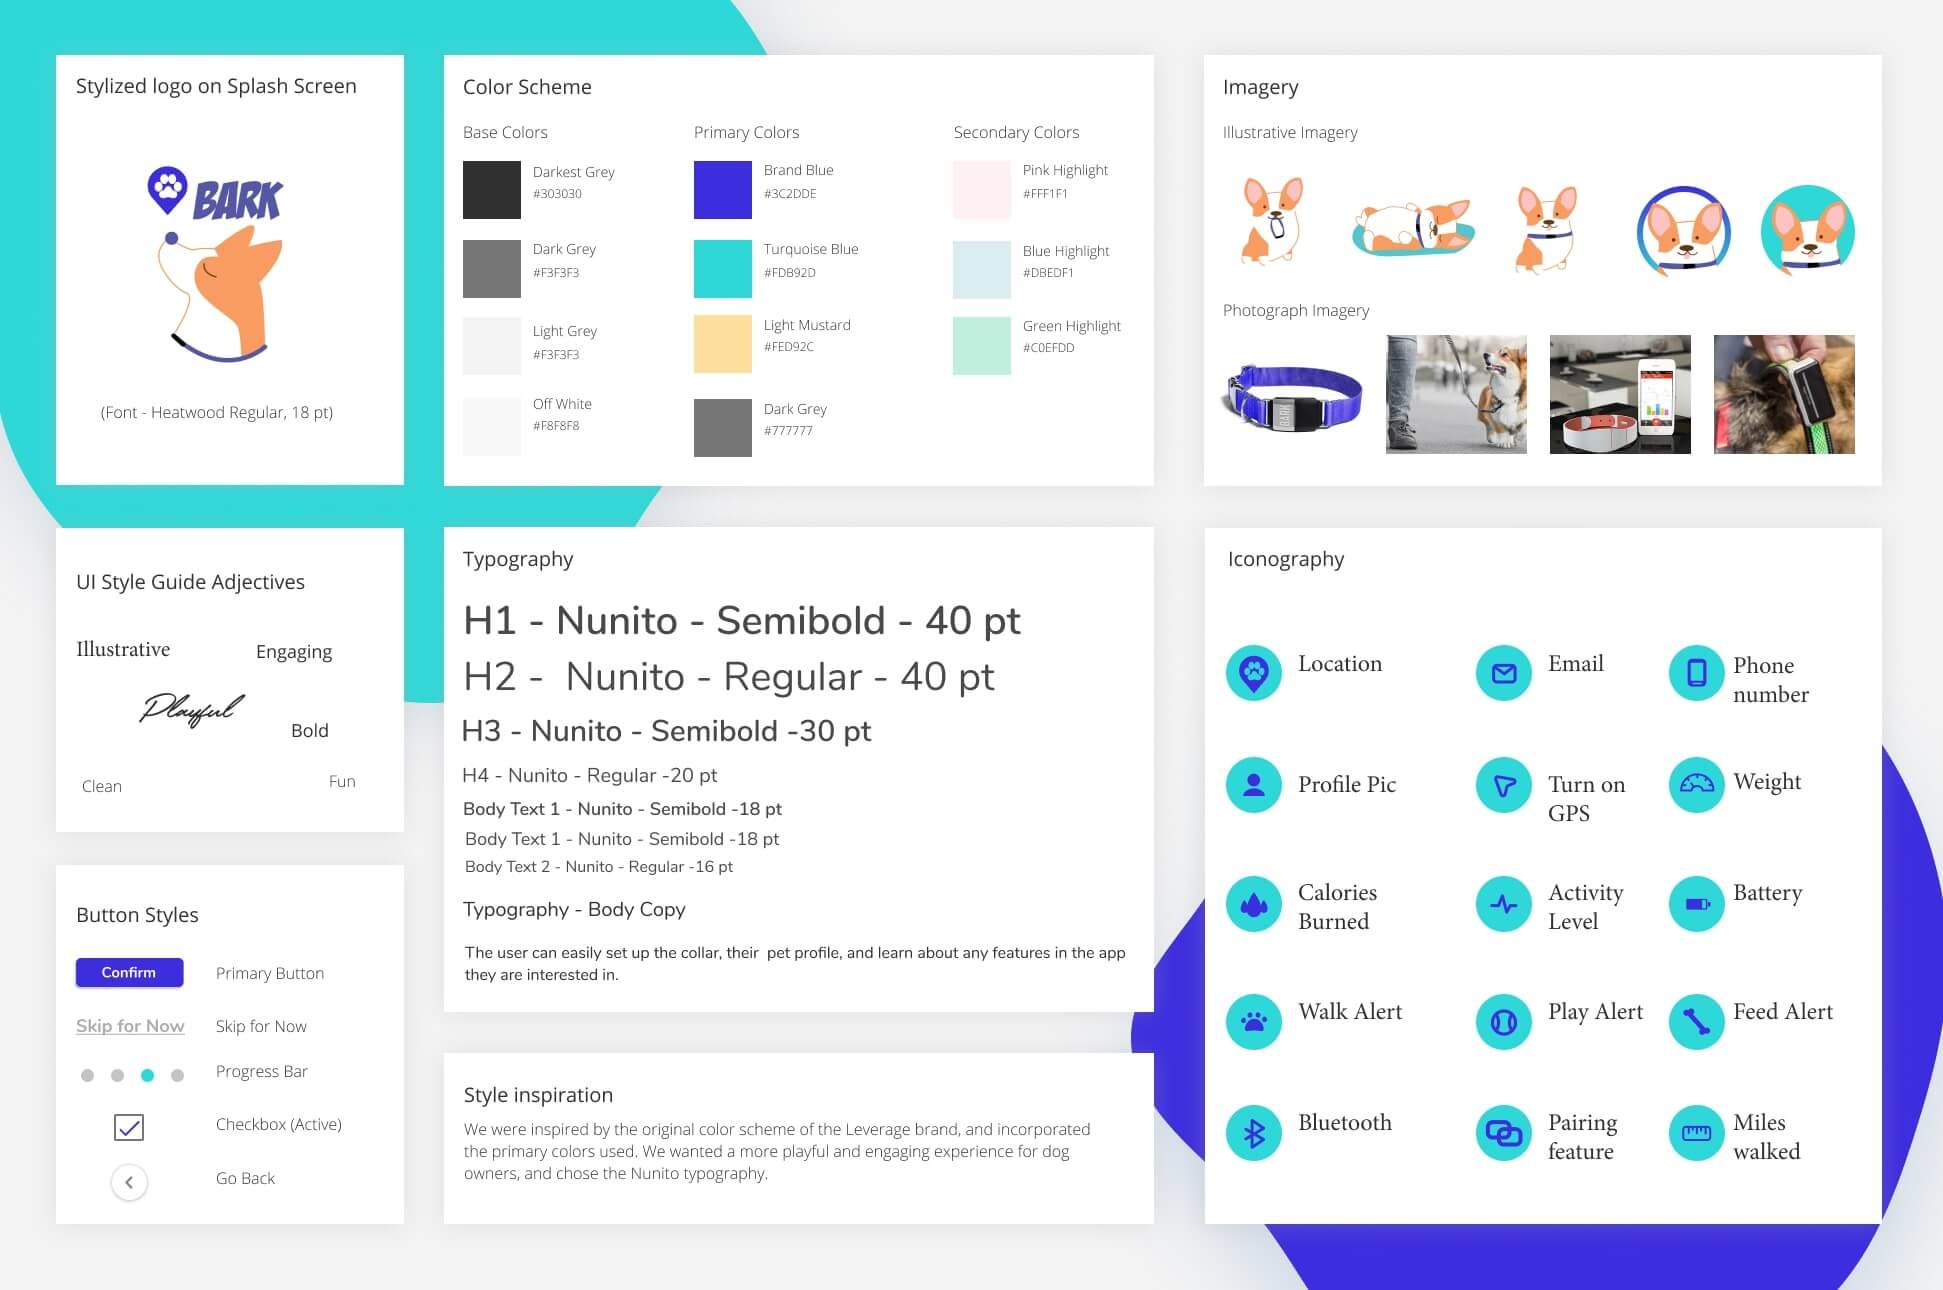 Stylized logo on Splash Screen
BARK
(Font - Heatwood Regular, 18 pt)
Color Scheme
Base Colors
Darkest Grey
#303030
Dark Grey
#F3F3F3
Light Grey
#F3F3F3
Off White
#F8F8F8
Primary Colors
Brand Blue
#3C2DDE
Turquoise Blue
#FDB92D
Light Mustard
#FED92C
Dark Grey
#777777
Secondary Colors
Pink Highlight
#FFF1F1
Blue Highlight
#DBEDF1
Green Highlight
#C0EFDD
Imagery
Illustrative Imagery
Photograph Imagery
BARK
UI Style Guide Adjectives
Illustrative
Engaging
Playful
Bold
Clean
Fun
Typography
H1 - Nunito - Semibold - 40 pt
H2 - Nunito - Regular - 40 pt
H3 - Nunito - Semibold -30 pt
H4 - Nunito - Regular -20 pt
Body Text 1 - Nunito - Semibold -18 pt
Body Text 1 - Nunito - Semibold -18 pt
Body Text 2 - Nunito - Regular -16 pt
Typography - Body Copy
The user can easily set up the collar, their pet profile, and learn about any features in the app
they are interested in.
Iconography
Location
Email
Phone
number
Profile Pic
Turn on
GPS
Weight
Calories
Burned
Activity
Level
Battery
Walk Alert
Play Alert
Feed Alert
Bluetooth
Pairing
feature
Miles
walked
Button Styles
Confirm
Primary Button
Skip for Now
Skip for Now
Progress Bar
Checkbox (Active)
Go Back
Style inspiration
We were inspired by the original color scheme of the Leverage brand, and incorporated
the primary colors used. We wanted a more playful and engaging experience for dog
owners, and chose the Nunito typography.